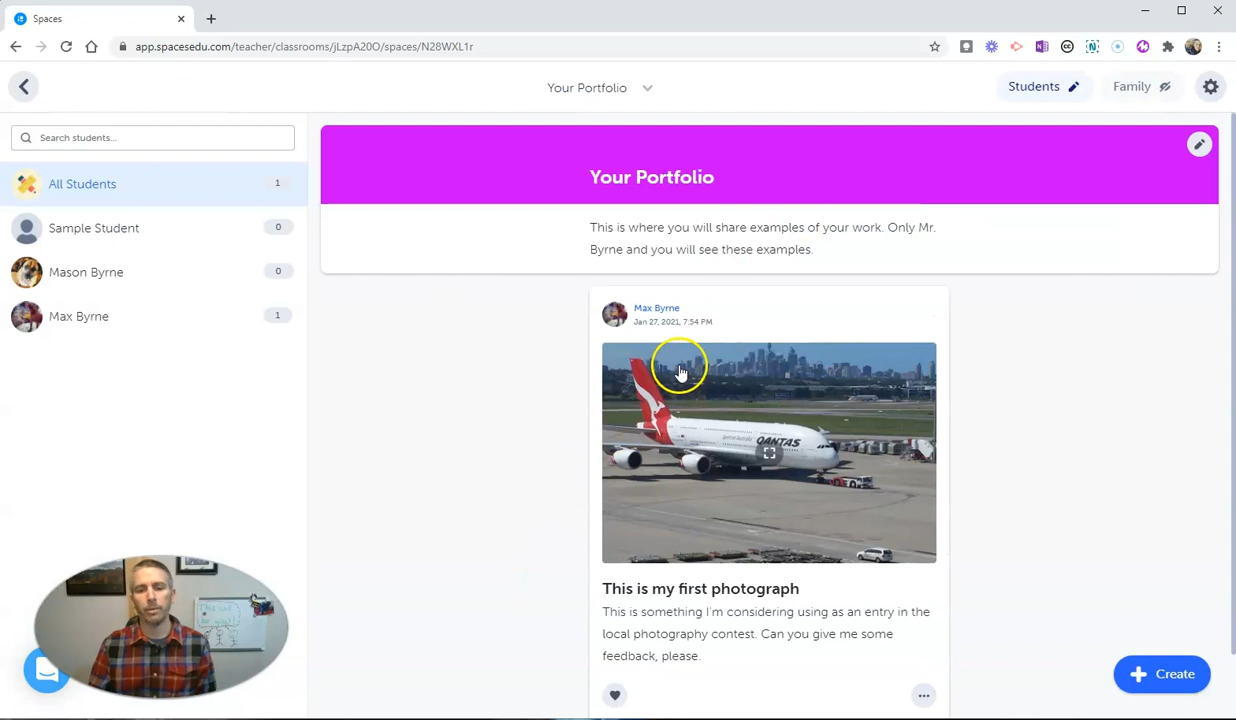 Spaces
app.spacesedu.com/teacher/classrooms/jLzpA20O/spaces/N28WXL1r
Your Portfolio
Students
Family
Search students...
All Students 1
Sample Student 0
Mason Byrne 0
Max Byrne 1
Your Portfolio
This is where you will share examples of your work. Only Mr.
Byrne and you will see these examples.
Max Byrne
Jan 27, 2021, 7:54 PM
QANTAS
This is my first photograph
This is something I'm considering using as an entry in the
local photography contest. Can you give me some
feedback, please.
Create